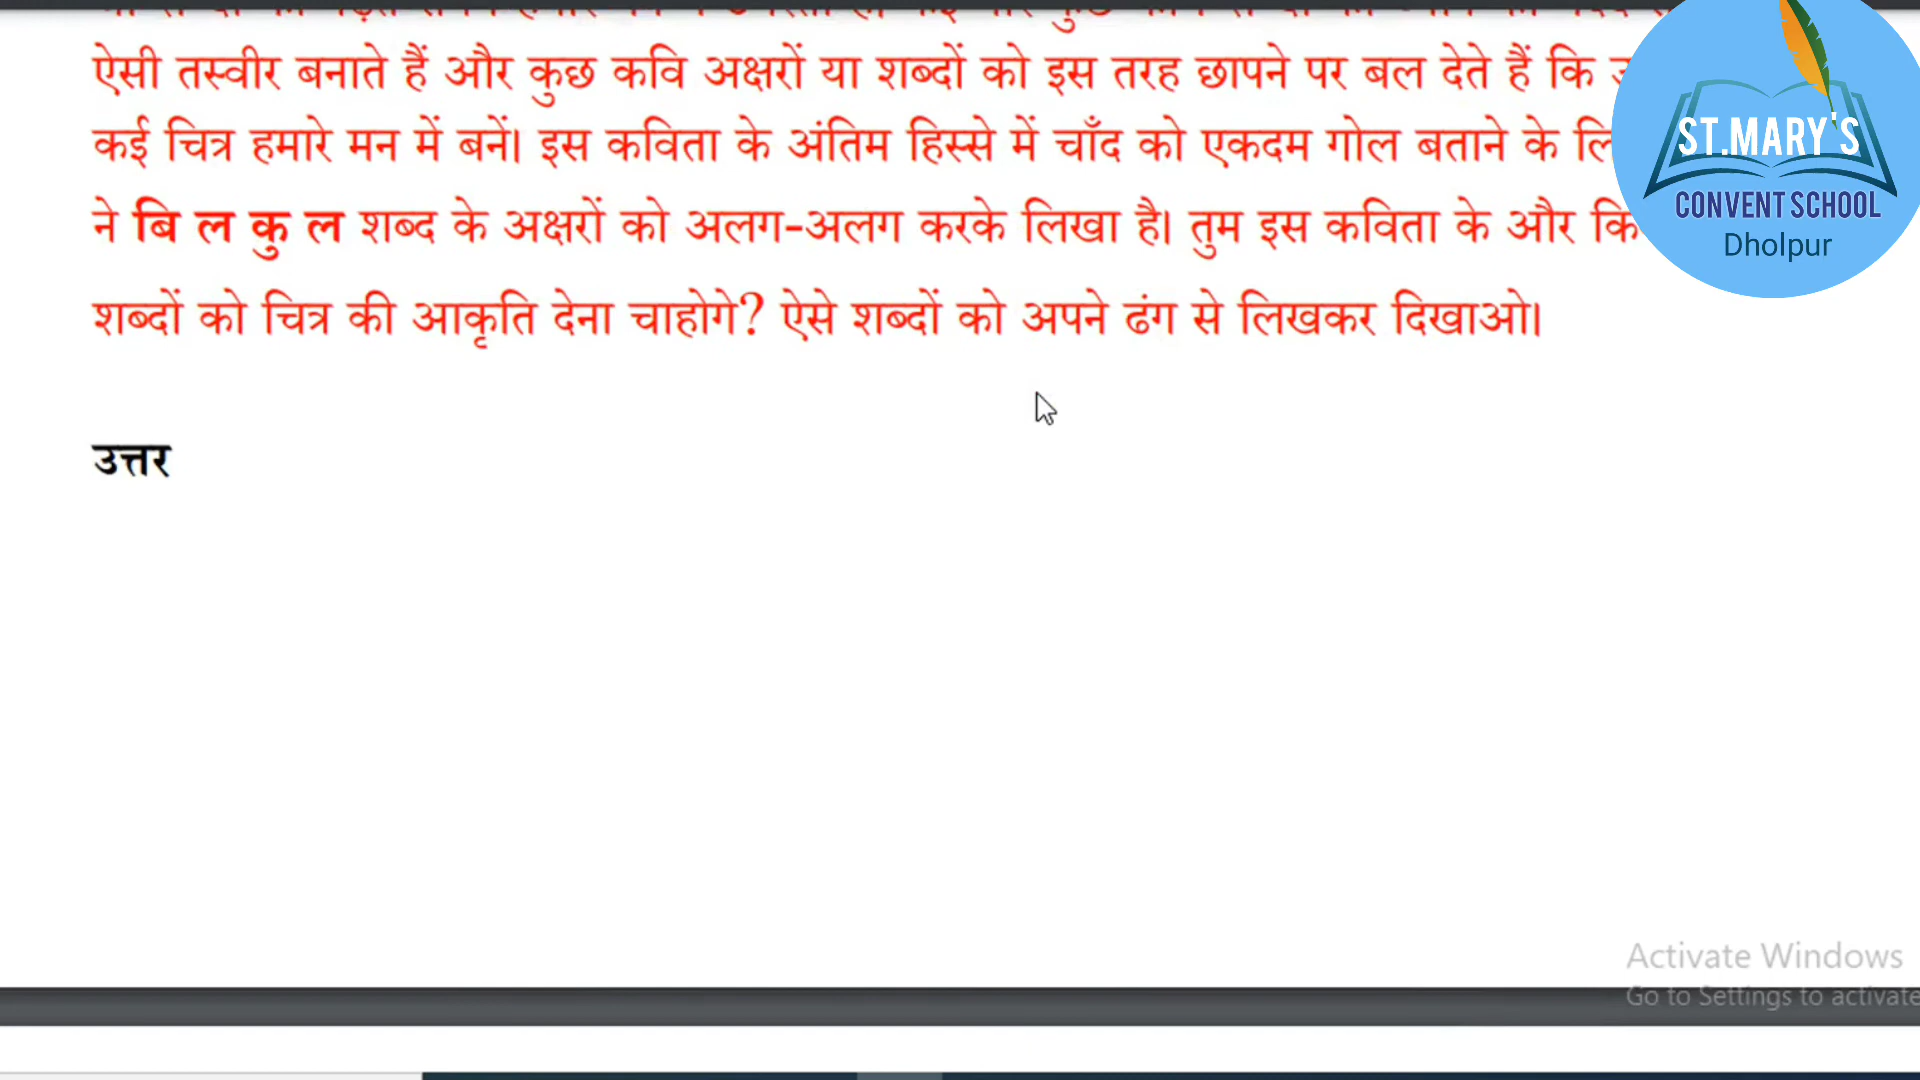 ऐसी तस्वीर बनाते हैं और कुछ कवि अक्षरों या शब्दों को इस तरह छापने पर बल देते हैं कि
कई चित्र हमारे मन में बनें। इस कविता के अंतिम हिस्से में चाँद को एकदम गोल बताने के
ने बि ल कु ल शब्द के अक्षरों को अलग-अलग करके लिखा है। तुम इस कविता के और
शब्दों को चित्र की आकृति देना चाहोगे? ऐसे शब्दों को अपने ढंग से लिखकर दिखाओ।
उत्तर
ST.MARY'S
CONVENT SCHOOL
Dholpur
Activate Windows
Go to Settings to activate